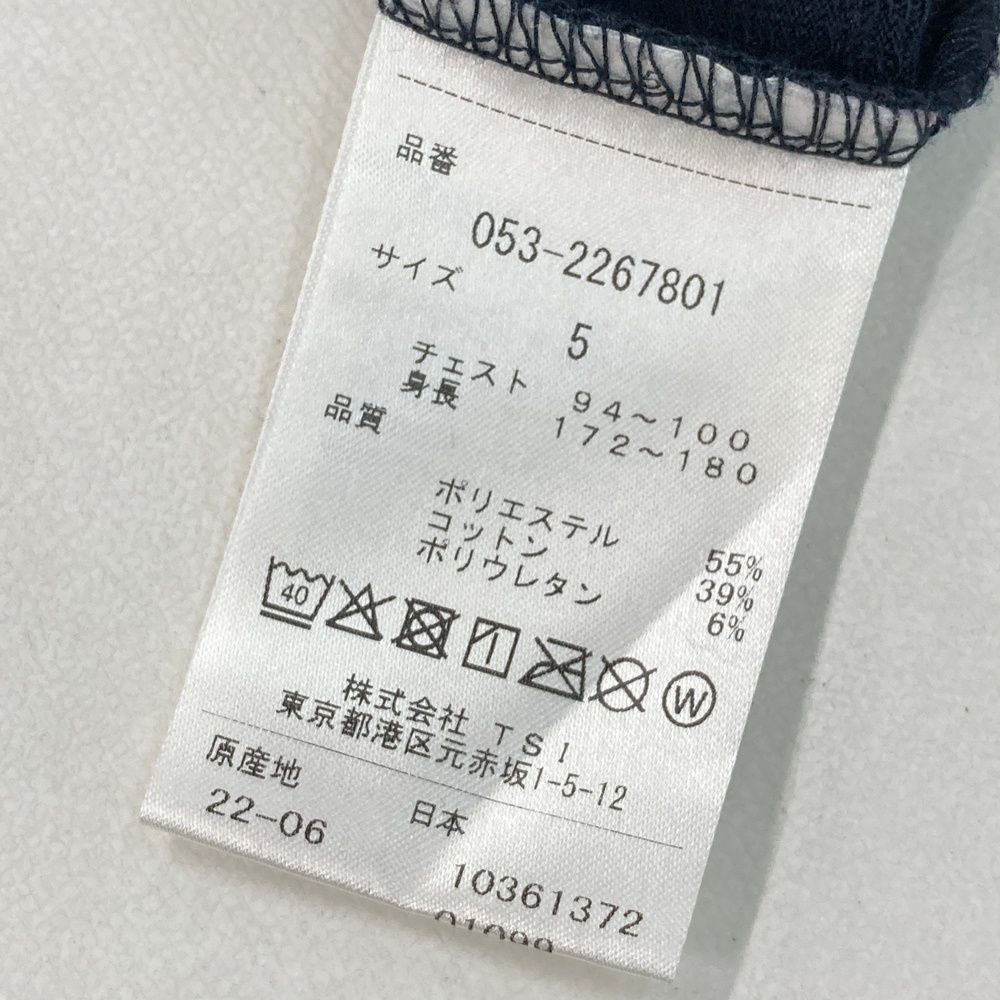 品番
053-2267801
サイズ
5
チェスト 94～100
身長 172～180
品質
ポリエステル 55%
コットン 39%
ポリウレタン 6%
40
W
株式会社 TSI
東京都港区元赤坂1-5-12
原産地 日本
22-06
10361372